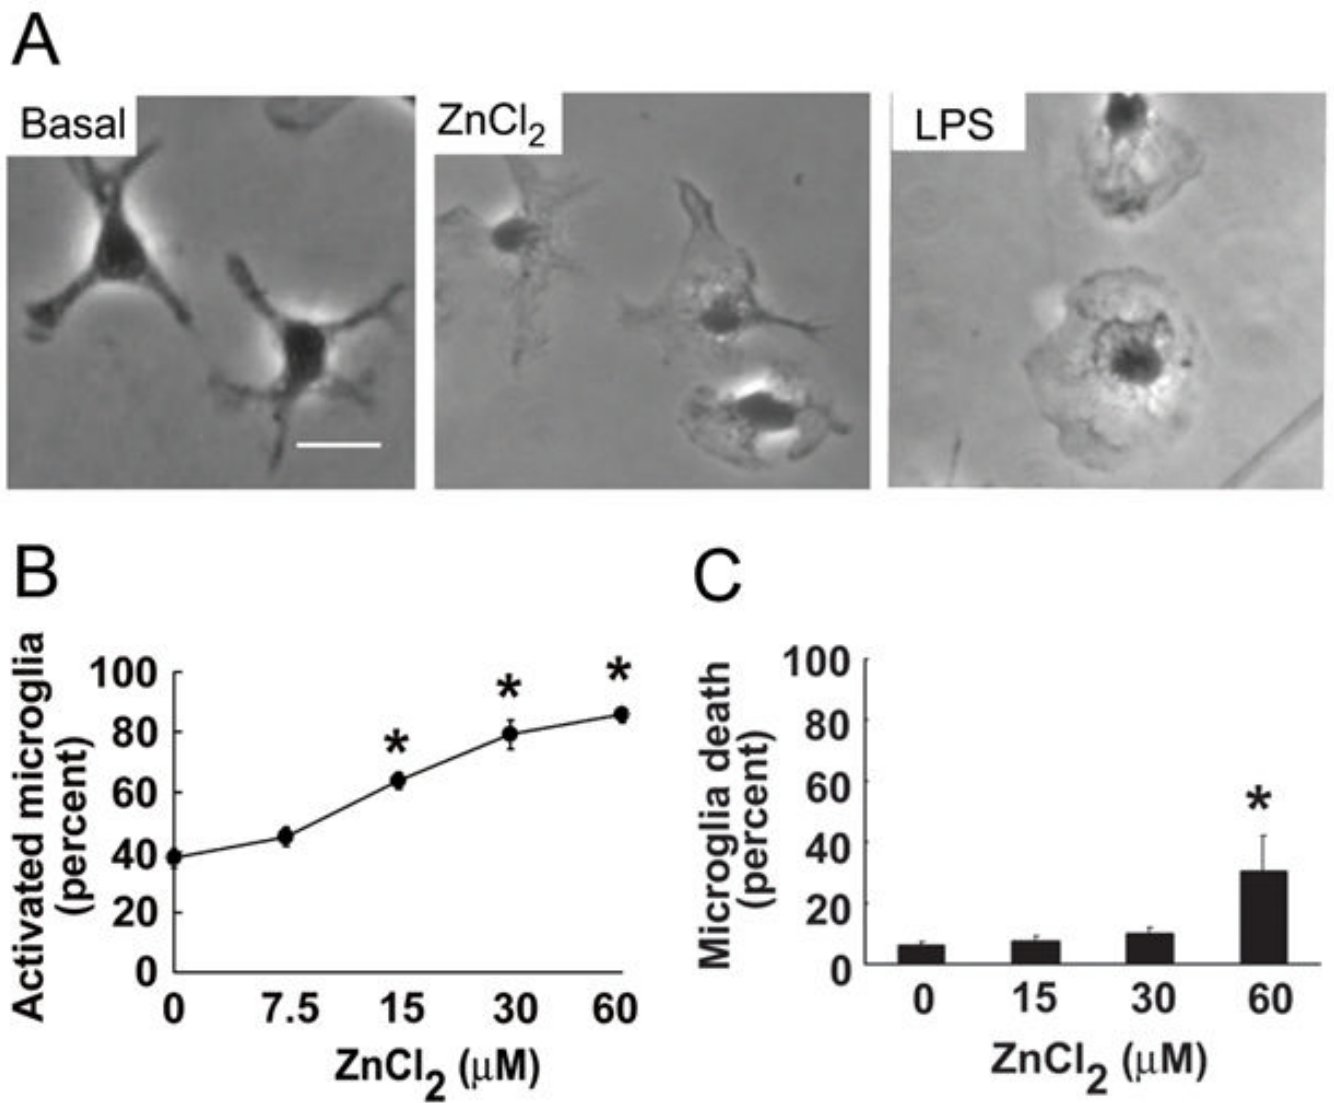 A
Basal
ZnCl2
LPS
B
C
Activated microglia
(percent)
100
80
60
40
20
0
*
*
*
0 7.5 15 30 60
ZnCl2 (μM)
Microglia death
(percent)
100
80
60
40
20
0
*
0 15 30 60
ZnCl2 (μM)